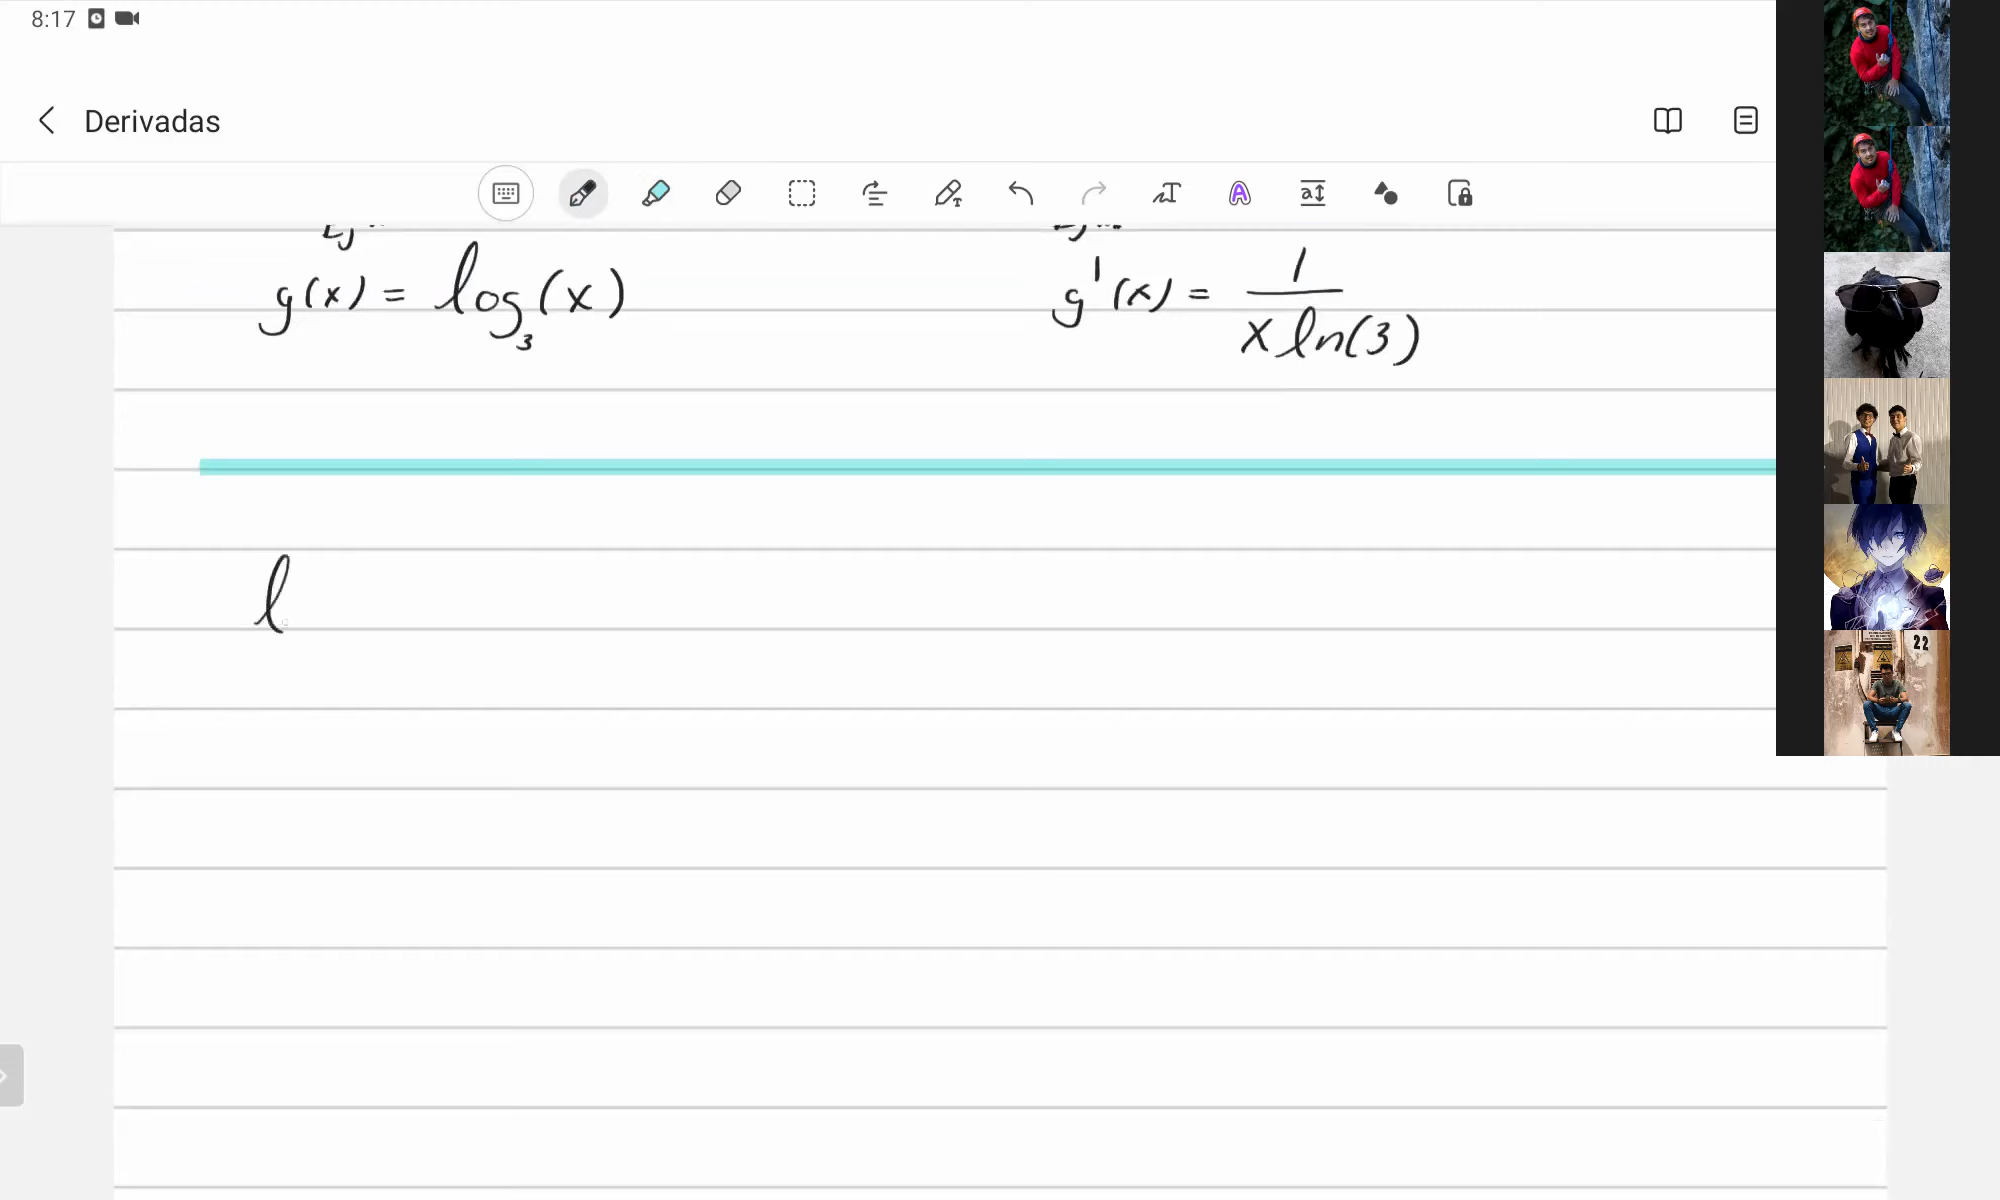 8:17
Derivadas
g(x) = log₃(x)
g'(x) = 1 / x ln(3)
l
22